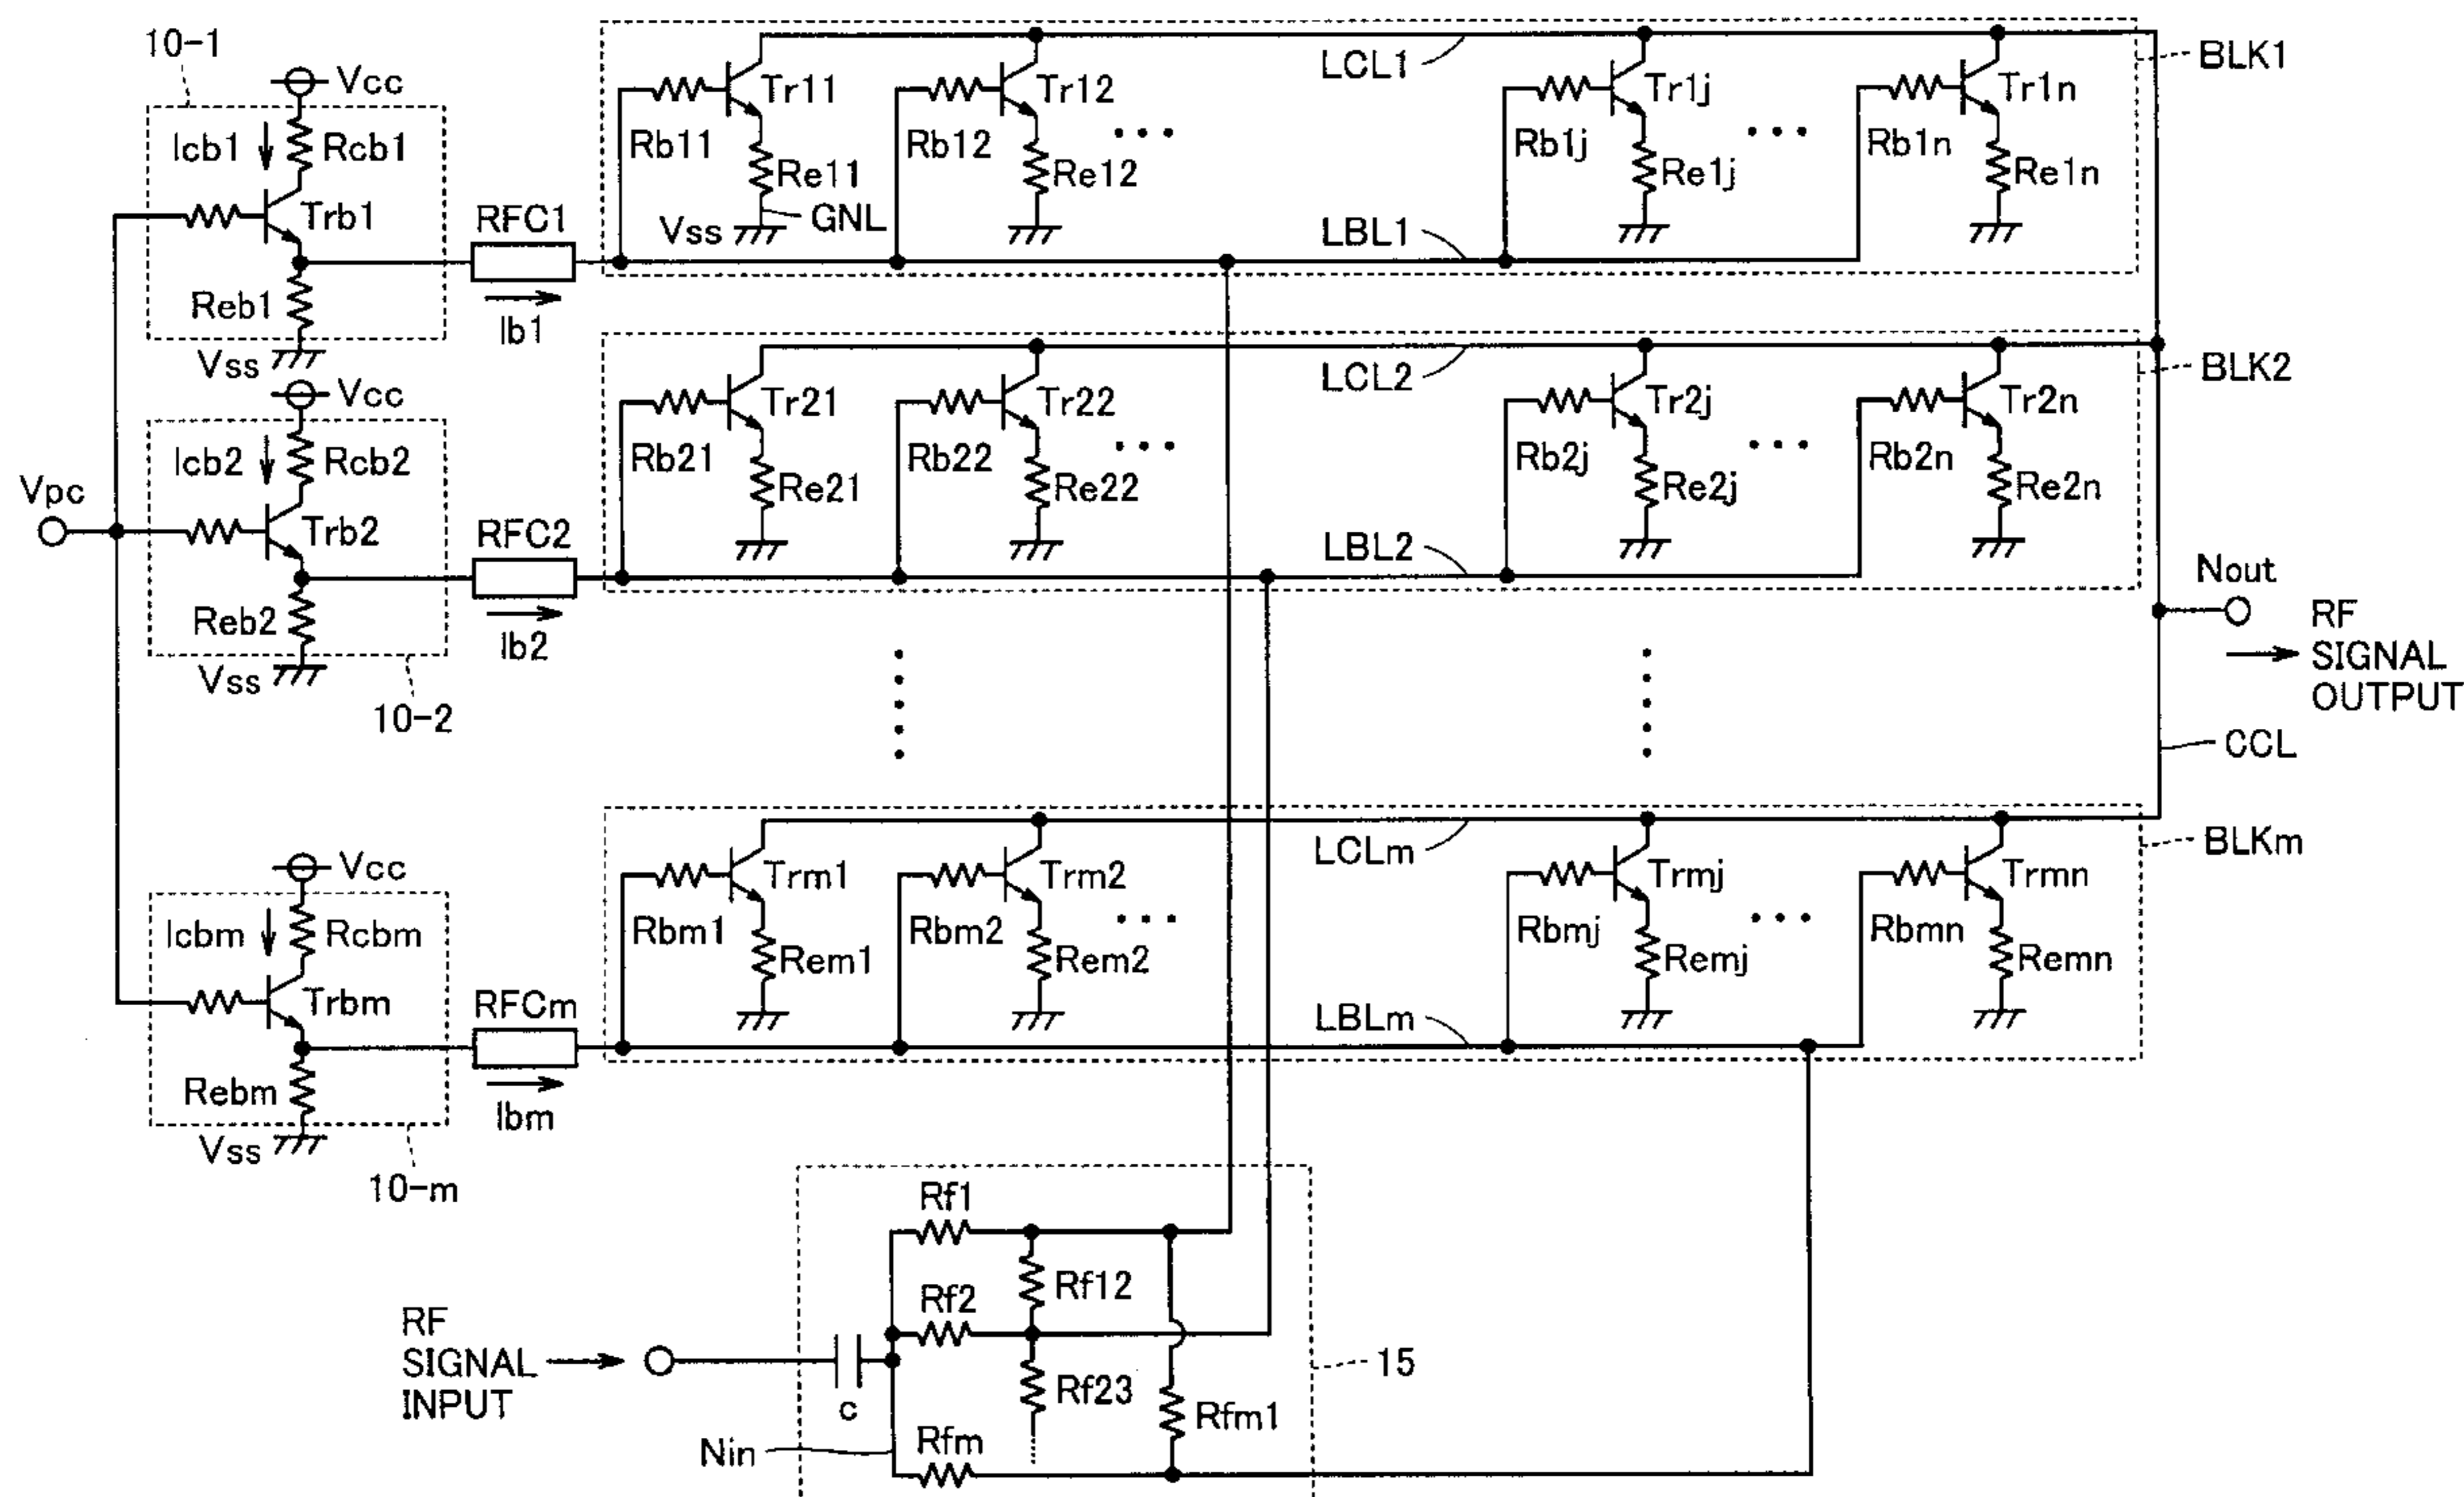 10-1
Vcc
Icb1
Rcb1
Trb1
Reb1
Vss
RFC1
Ib1
LCL1
BLK1
Tr11
Tr12
Tr1j
Tr1n
Rb11
Rb12
Rb1j
Rb1n
Re11
Re12
Re1j
Re1n
Vss
GNL
LBL1
Vcc
Icb2
Rcb2
Vpc
Trb2
Reb2
Vss
10-2
RFC2
Ib2
LCL2
BLK2
Tr21
Tr22
Tr2j
Tr2n
Rb21
Rb22
Rb2j
Rb2n
Re21
Re22
Re2j
Re2n
LBL2
Nout
RF
SIGNAL
OUTPUT
CCL
Vcc
Icbm
Rcbm
Trbm
Rebm
Vss
10-m
RFCm
Ibm
LCLm
BLKm
Trm1
Trm2
Trmj
Trmn
Rbm1
Rbm2
Rbmj
Rbmn
Rem1
Rem2
Remj
Remn
LBLm
Rf1
Rf12
Rf2
RF
SIGNAL
INPUT
c
Rf23
Rfm1
15
Nin
Rfm